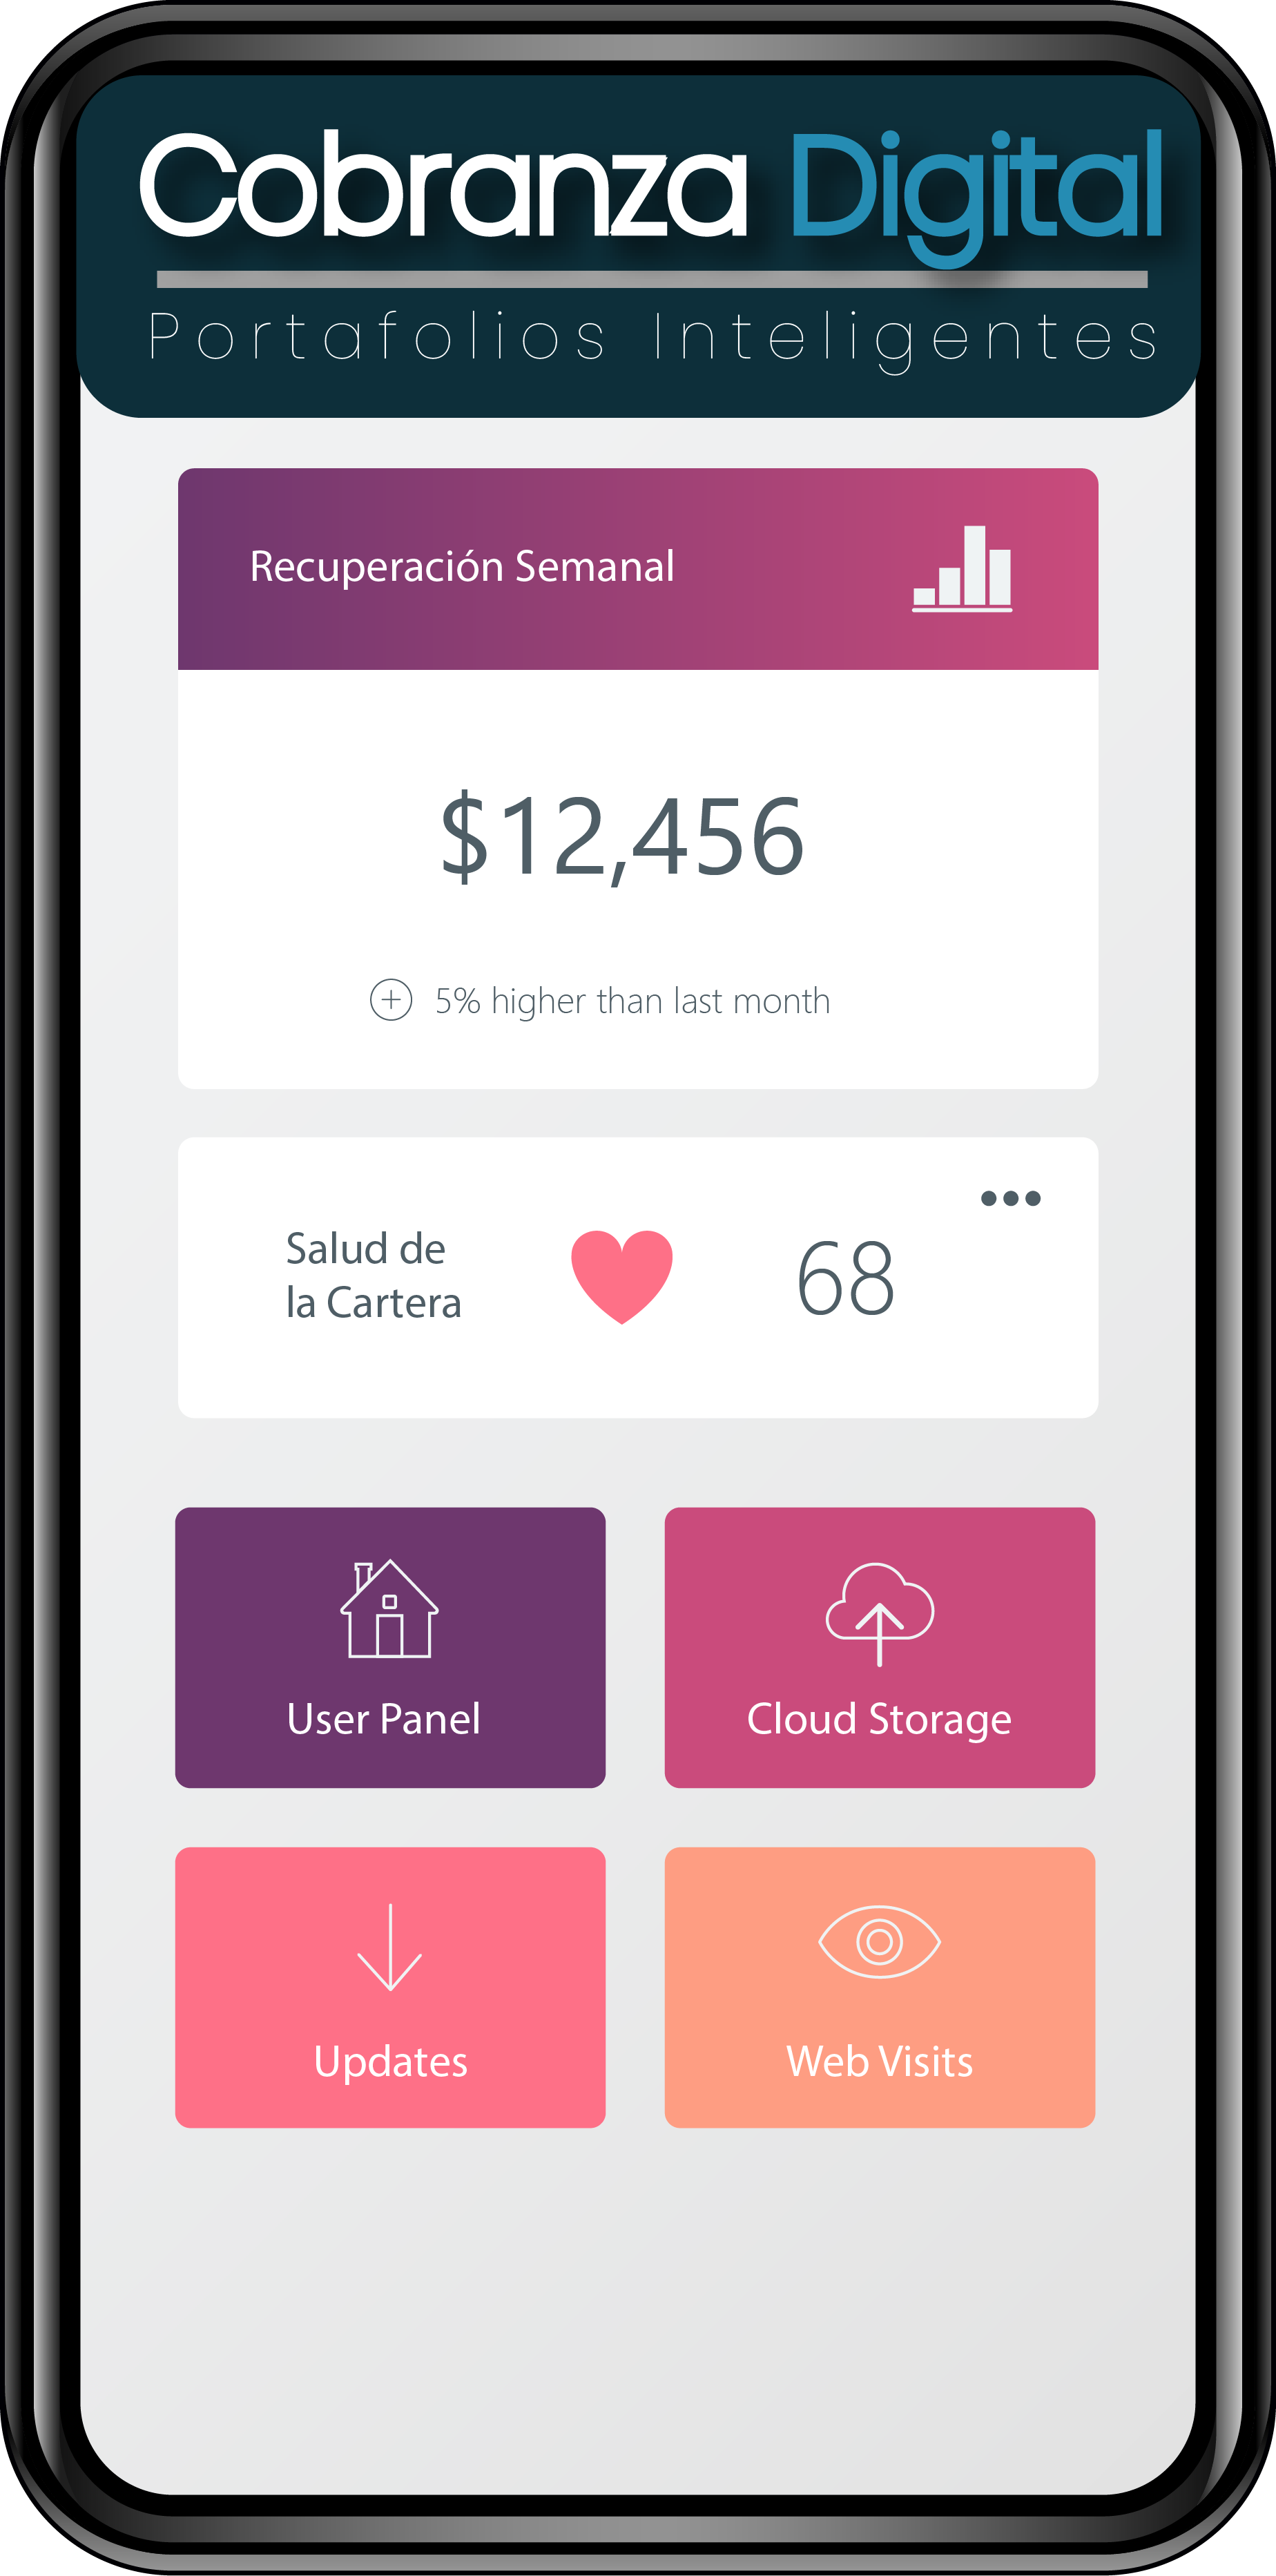 Cobranza Digital
Portafolios Inteligentes
Recuperación Semanal
$12,456
5% higher than last month
Salud de
la Cartera
68
User Panel
Cloud Storage
Updates
Web Visits